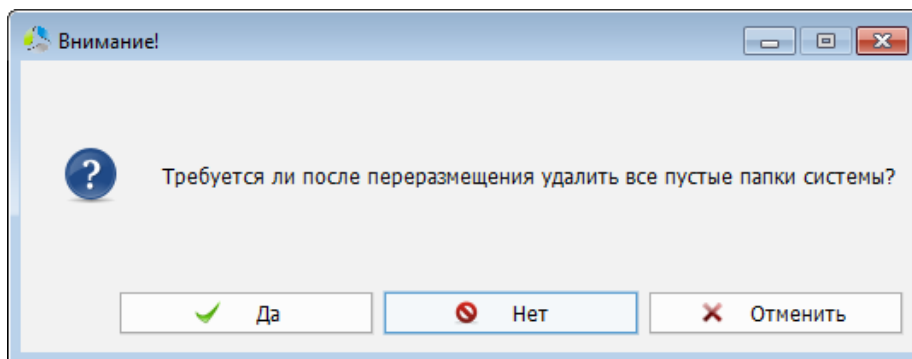 Внимание!
Требуется ли после переразмещения удалить все пустые папки системы?
Да
Нет
Отменить